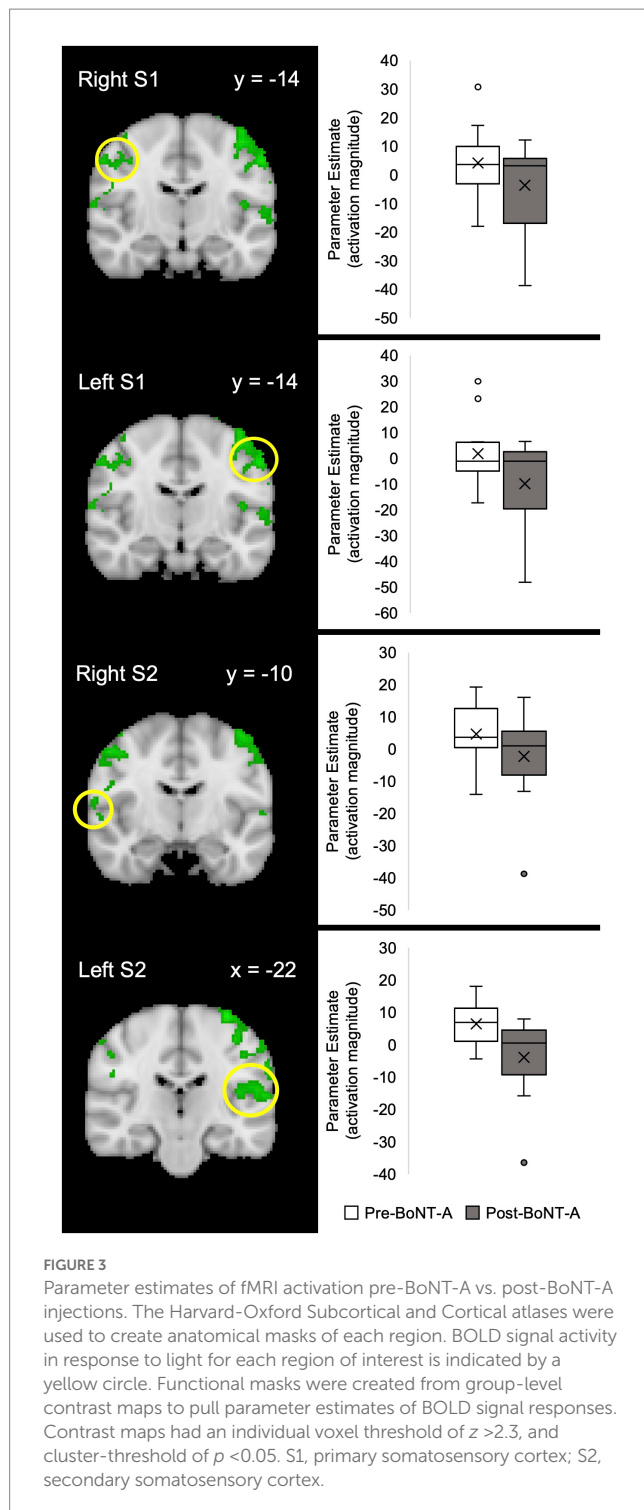 Right S1 y = -14
40
30
20
10
0
-10
-20
-30
-40
-50
Parameter Estimate
(activation magnitude)
Left S1 y = -14
40
30
20
10
0
-10
-20
-30
-40
-50
-60
Parameter Estimate
(activation magnitude)
Right S2 y = -10
30
20
10
0
-10
-20
-30
-40
-50
Parameter Estimate
(activation magnitude)
Left S2 x = -22
30
20
10
0
-10
-20
-30
-40
Parameter Estimate
(activation magnitude)
Pre-BoNT-A Post-BoNT-A
FIGURE 3
Parameter estimates of fMRI activation pre-BoNT-A vs. post-BoNT-A
injections. The Harvard-Oxford Subcortical and Cortical atlases were
used to create anatomical masks of each region. BOLD signal activity
in response to light for each region of interest is indicated by a
yellow circle. Functional masks were created from group-level
contrast maps to pull parameter estimates of BOLD signal responses.
Contrast maps had an individual voxel threshold of z >2.3, and
cluster-threshold of p <0.05. S1, primary somatosensory cortex; S2,
secondary somatosensory cortex.